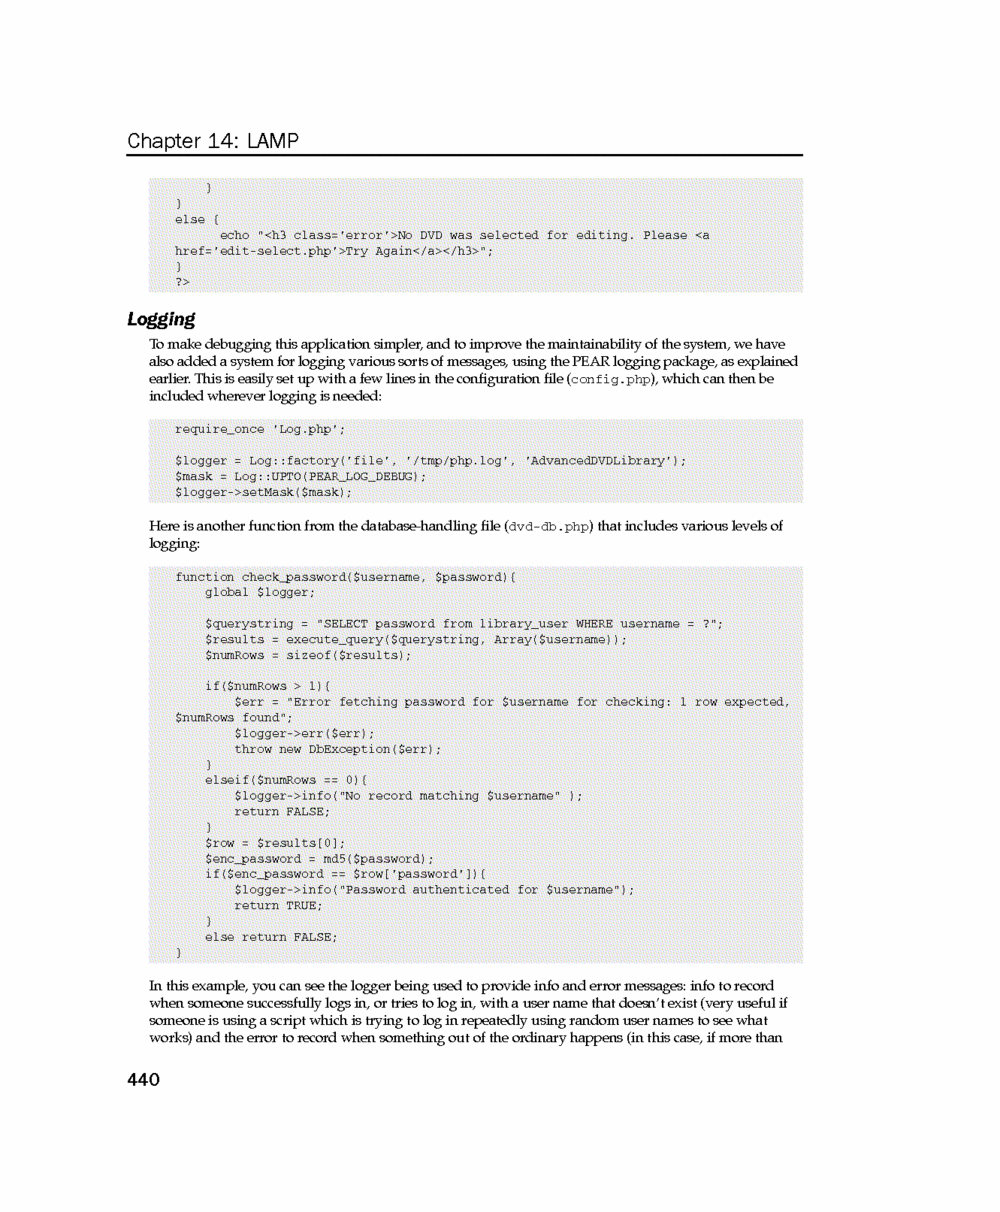 Chapter 14: LAMP
}
}
else {
echo "<h3 class='error'>No DVD was selected for editing. Please <a
href='edit-select.php'>Try Again</a></h3>";
}
?>
Logging
To make debugging this application simpler, and to improve the maintainability of the system, we have
also added a system for logging various sorts of messages, using the PEAR logging package, as explained
earlier. This is easily set up with a few lines in the configuration file (config.php), which can then be
included wherever logging is needed:
require_once 'Log.php';
$logger = Log::factory('file', '/tmp/php.log', 'AdvancedDVDLibrary');
$mask = Log::UPTO(PEAR_LOG_DEBUG);
$logger->setMask($mask);
Here is another function from the database-handling file (dvd-db.php) that includes various levels of
logging:
function check_password($username, $password){
global $logger;
$querystring = "SELECT password from library_user WHERE username = ?";
$results = execute_query($querystring, Array($username));
$numRows = sizeof($results);
if($numRows > 1){
$err = "Error fetching password for $username for checking: 1 row expected,
$numRows found";
$logger->err($err);
throw new DbException($err);
}
elseif($numRows == 0){
$logger->info("No record matching $username" );
return FALSE;
}
$row = $results[0];
$enc_password = md5($password);
if($enc_password == $row['password']){
$logger->info("Password authenticated for $username");
return TRUE;
}
else return FALSE;
}
In this example, you can see the logger being used to provide info and error messages: info to record
when someone successfully logs in, or tries to log in, with a user name that doesn't exist (very useful if
someone is using a script which is trying to log in repeatedly using random user names to see what
works) and the error to record when something out of the ordinary happens (in this case, if more than
440